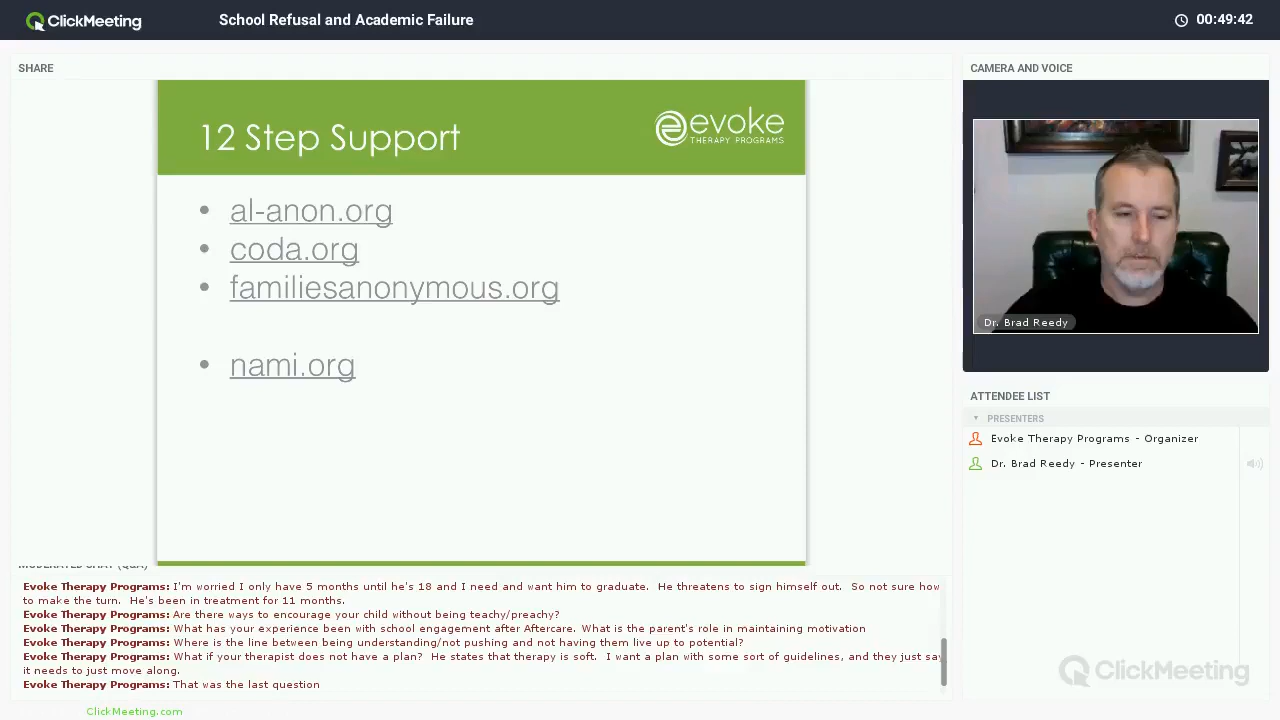 ClickMeeting
School Refusal and Academic Failure
00:49:42
SHARE
CAMERA AND VOICE
12 Step Support
evoke
THERAPY PROGRAMS
• al-anon.org
• coda.org
• familiesanonymous.org
• nami.org
Dr. Brad Reedy
ATTENDEE LIST
PRESENTERS
Evoke Therapy Programs - Organizer
Dr. Brad Reedy - Presenter
MODERATED CHAT (Q&A)
Evoke Therapy Programs: I'm worried I only have 5 months until he's 18 and I need and want him to graduate.  He threatens to sign himself out.  So not sure how
to make the turn.  He's been in treatment for 11 months.
Evoke Therapy Programs: Are there ways to encourage your child without being teachy/preachy?
Evoke Therapy Programs: What has your experience been with school engagement after Aftercare.  What is the parent's role in maintaining motivation
Evoke Therapy Programs: Where is the line between being understanding/not pushing and not having them live up to potential?
Evoke Therapy Programs: What if your therapist does not have a plan?  He states that therapy is soft.  I want a plan with some sort of guidelines, and they just say
it needs to just move along.
Evoke Therapy Programs: That was the last question
ClickMeeting
ClickMeeting.com